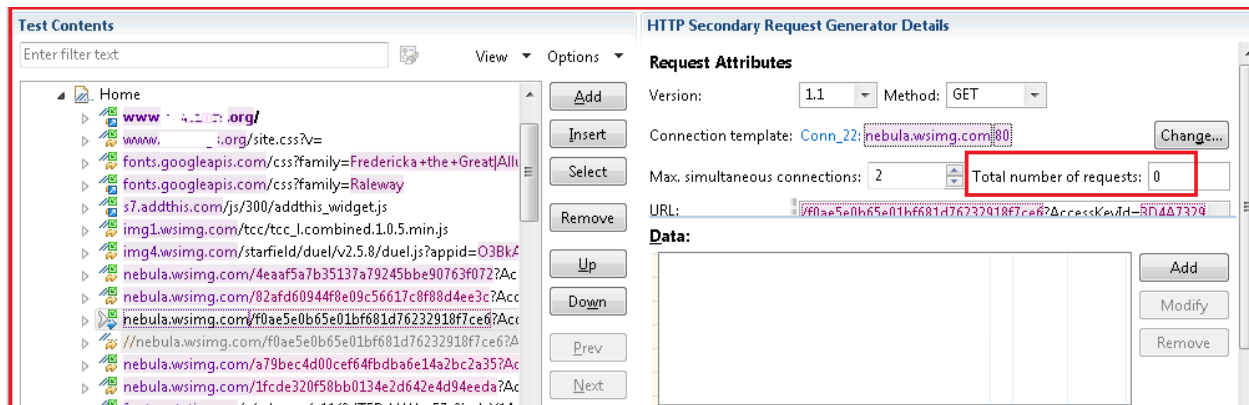 Test Contents
Enter filter text
View
Options
Home
www .org/
www. .org/site.css?v=
fonts.googleapis.com/css?family=Fredericka+the+Great|Allu
fonts.googleapis.com/css?family=Raleway
s7.addthis.com/js/300/addthis_widget.js
img1.wsimg.com/tcc/tcc_l.combined.1.0.5.min.js
img4.wsimg.com/starfield/duel/v2.5.8/duel.js?appid=O3BkA
nebula.wsimg.com/4eaaf5a7b35137a79245bbe90763f072?Ac
nebula.wsimg.com/82afd60944f8e09c56617c8f88d4ee3c?Acc
nebula.wsimg.com/f0ae5e0b65e01bf681d76232918f7ce6?Acc
//nebula.wsimg.com/f0ae5e0b65e01bf681d76232918f7ce6?A
nebula.wsimg.com/a79bec4d00cef64fbdba6e14a2bc2a35?Ac
nebula.wsimg.com/1fcde320f58bb0134e2d642e4d94eeda?Ac
Add
Insert
Select
Remove
Up
Down
Prev
Next
HTTP Secondary Request Generator Details
Request Attributes
Version: 1.1 Method: GET
Connection template: Conn_22: nebula.wsimg.com:80 Change...
Max. simultaneous connections: 2 Total number of requests: 0
URL: /f0ae5e0b65e01bf681d76232918f7ce6?AccessKeyId=3D4A7329
Data:
Add
Modify
Remove